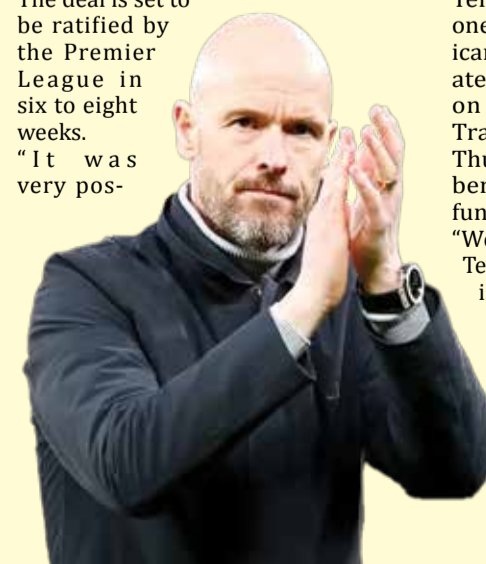 The deal is set to
be ratified by
the Premier
League in
six to eight
weeks.
"It was
very pos-
one
ican
ate
on
Tra
Thu
ber
fun
"We
Te
i